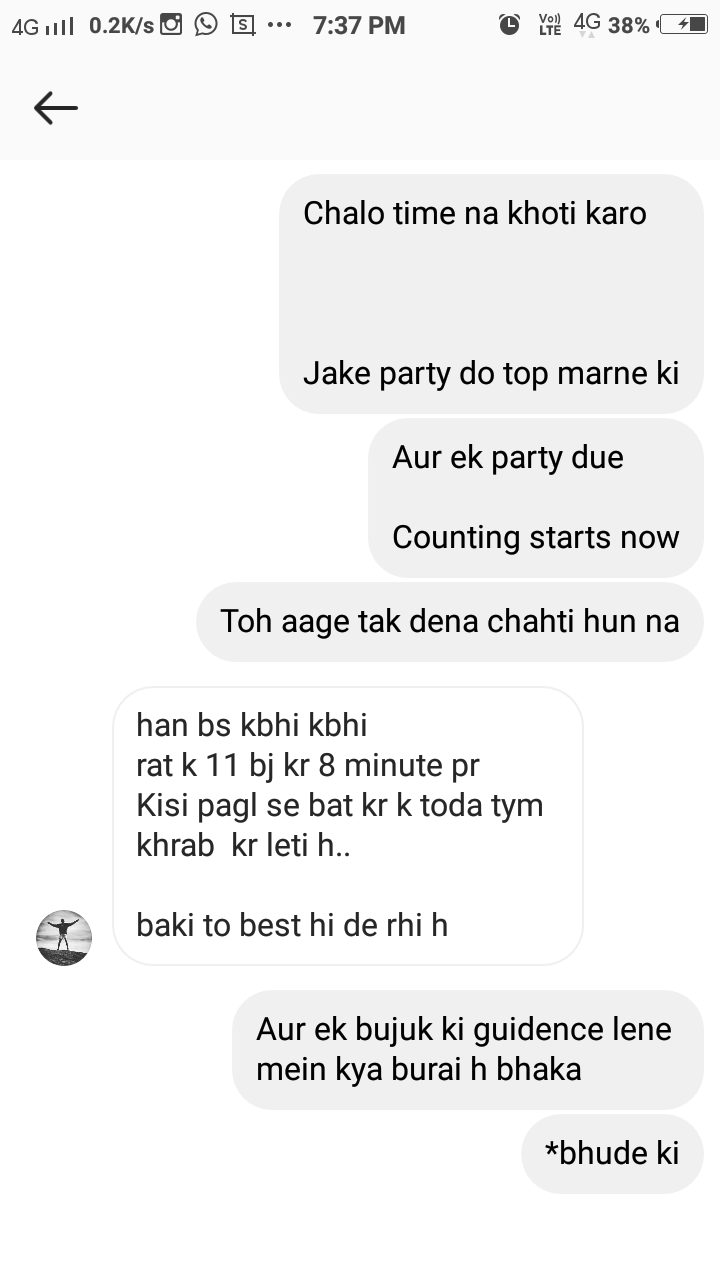 4G 0.2K/s S ... 7:37 PM Vo)) LTE 4G 38%
Chalo time na khoti karo
Jake party do top marne ki
Aur ek party due
Counting starts now
Toh aage tak dena chahti hun na
han bs kbhi kbhi
rat k 11 bj kr 8 minute pr
Kisi pagl se bat kr k toda tym
khrab  kr leti h..
baki to best hi de rhi h
Aur ek bujuk ki guidence lene
mein kya burai h bhaka
*bhude ki